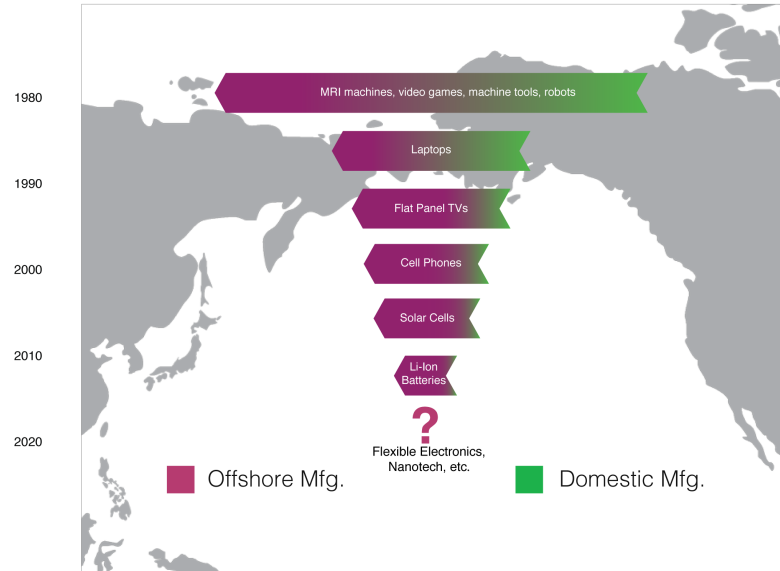 1980
MRI machines, video games, machine tools, robots
Laptops
1990
Flat Panel TVs
2000
Cell Phones
Solar Cells
2010
Li-Ion
Batteries
?
2020
Flexible Electronics,
Nanotech, etc.
Offshore Mfg.
Domestic Mfg.